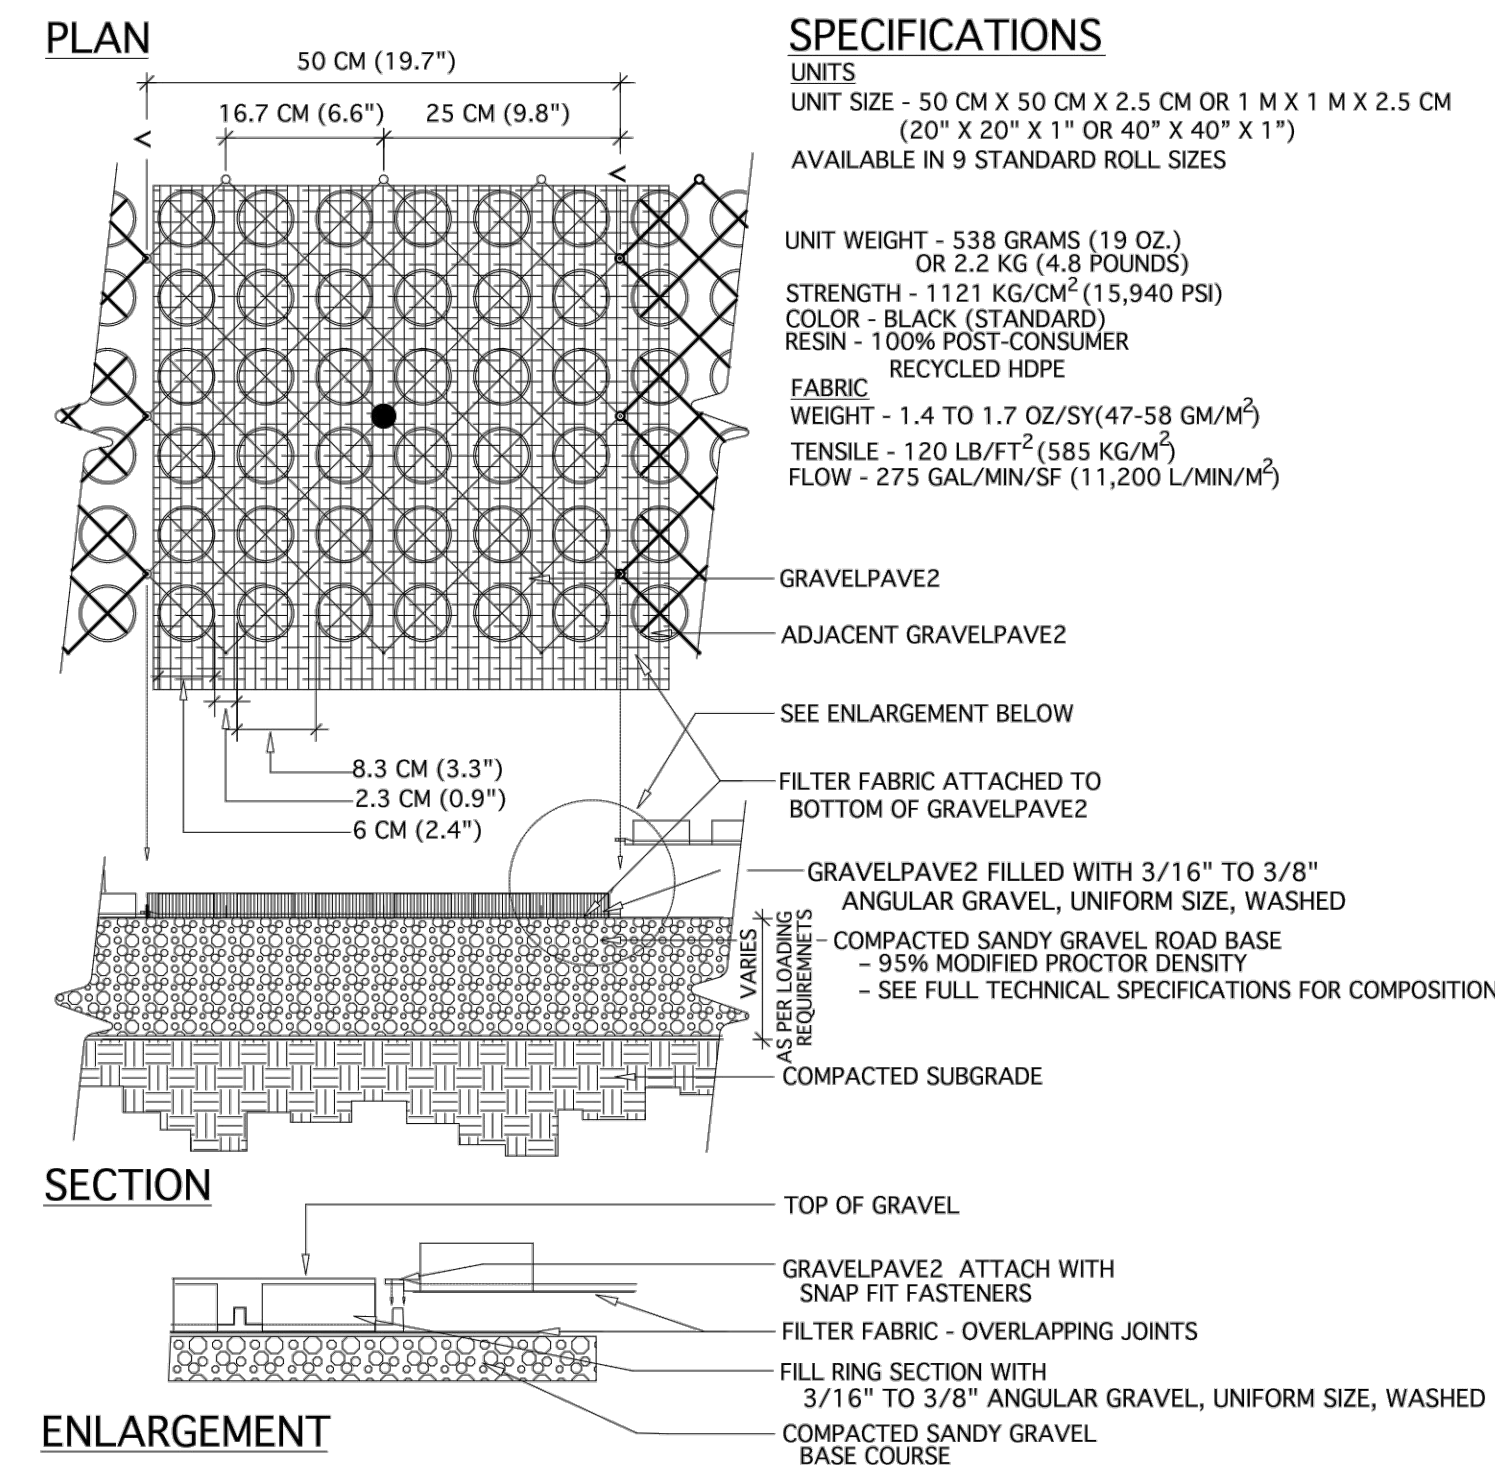 PLAN
50 CM (19.7")
16.7 CM (6.6")
25 CM (9.8")
V
V
SPECIFICATIONS
UNITS
UNIT SIZE - 50 CM X 50 CM X 2.5 CM OR 1 M X 1 M X 2.5 CM
(20" X 20" X 1" OR 40” X 40” X 1”)
AVAILABLE IN 9 STANDARD ROLL SIZES
UNIT WEIGHT - 538 GRAMS (19 OZ.)
OR 2.2 KG (4.8 POUNDS)
STRENGTH - 1121 KG/CM² (15,940 PSI)
COLOR - BLACK (STANDARD)
RESIN - 100% POST-CONSUMER
RECYCLED HDPE
FABRIC
WEIGHT - 1.4 TO 1.7 OZ/SY(47-58 GM/M²)
TENSILE - 120 LB/FT² (585 KG/M²)
FLOW - 275 GAL/MIN/SF (11,200 L/MIN/M²)
GRAVELPAVE2
ADJACENT GRAVELPAVE2
SEE ENLARGEMENT BELOW
FILTER FABRIC ATTACHED TO
BOTTOM OF GRAVELPAVE2
8.3 CM (3.3")
2.3 CM (0.9")
6 CM (2.4")
GRAVELPAVE2 FILLED WITH 3/16" TO 3/8"
ANGULAR GRAVEL, UNIFORM SIZE, WASHED
VARIES
AS PER LOADING
REQUIREMNETS
COMPACTED SANDY GRAVEL ROAD BASE
– 95% MODIFIED PROCTOR DENSITY
– SEE FULL TECHNICAL SPECIFICATIONS FOR COMPOSITION
COMPACTED SUBGRADE
SECTION
TOP OF GRAVEL
GRAVELPAVE2 ATTACH WITH
SNAP FIT FASTENERS
FILTER FABRIC - OVERLAPPING JOINTS
FILL RING SECTION WITH
3/16" TO 3/8" ANGULAR GRAVEL, UNIFORM SIZE, WASHED
COMPACTED SANDY GRAVEL
BASE COURSE
ENLARGEMENT